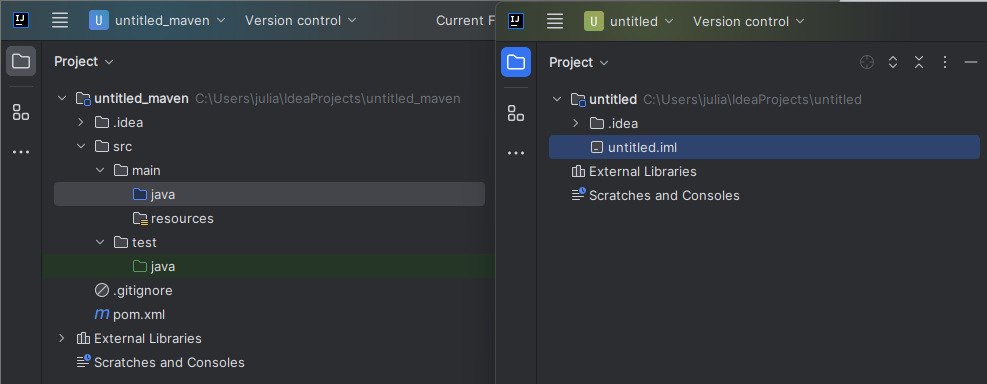 IJ U untitled_maven Version control Current F
Project
untitled_maven C:\Users\julia\IdeaProjects\untitled_maven
.idea
src
main
java
resources
test
java
.gitignore
m pom.xml
External Libraries
Scratches and Consoles
IJ U untitled Version control
Project
untitled C:\Users\julia\IdeaProjects\untitled
.idea
untitled.iml
External Libraries
Scratches and Consoles